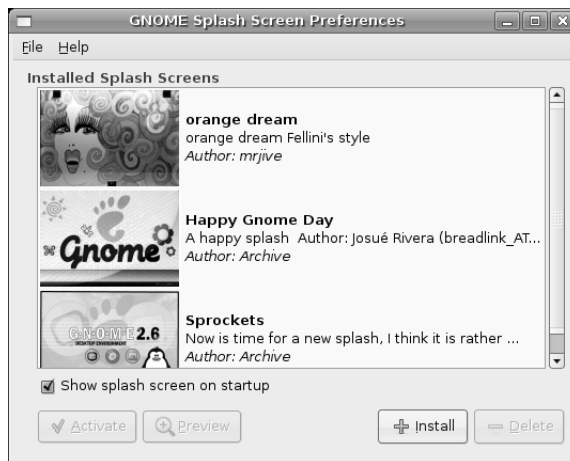 GNOME Splash Screen Preferences
File Help
Installed Splash Screens
orange dream
orange dream Fellini's style
Author: mrjive
Gnome
Happy Gnome Day
A happy splash Author: Josué Rivera (breadlink_AT...
Author: Archive
G·N·O·M·E 2.6
DESKTOP ENVIRONMENT
Sprockets
Now is time for a new splash, I think it is rather ...
Author: Archive
Show splash screen on startup
Activate Preview Install Delete